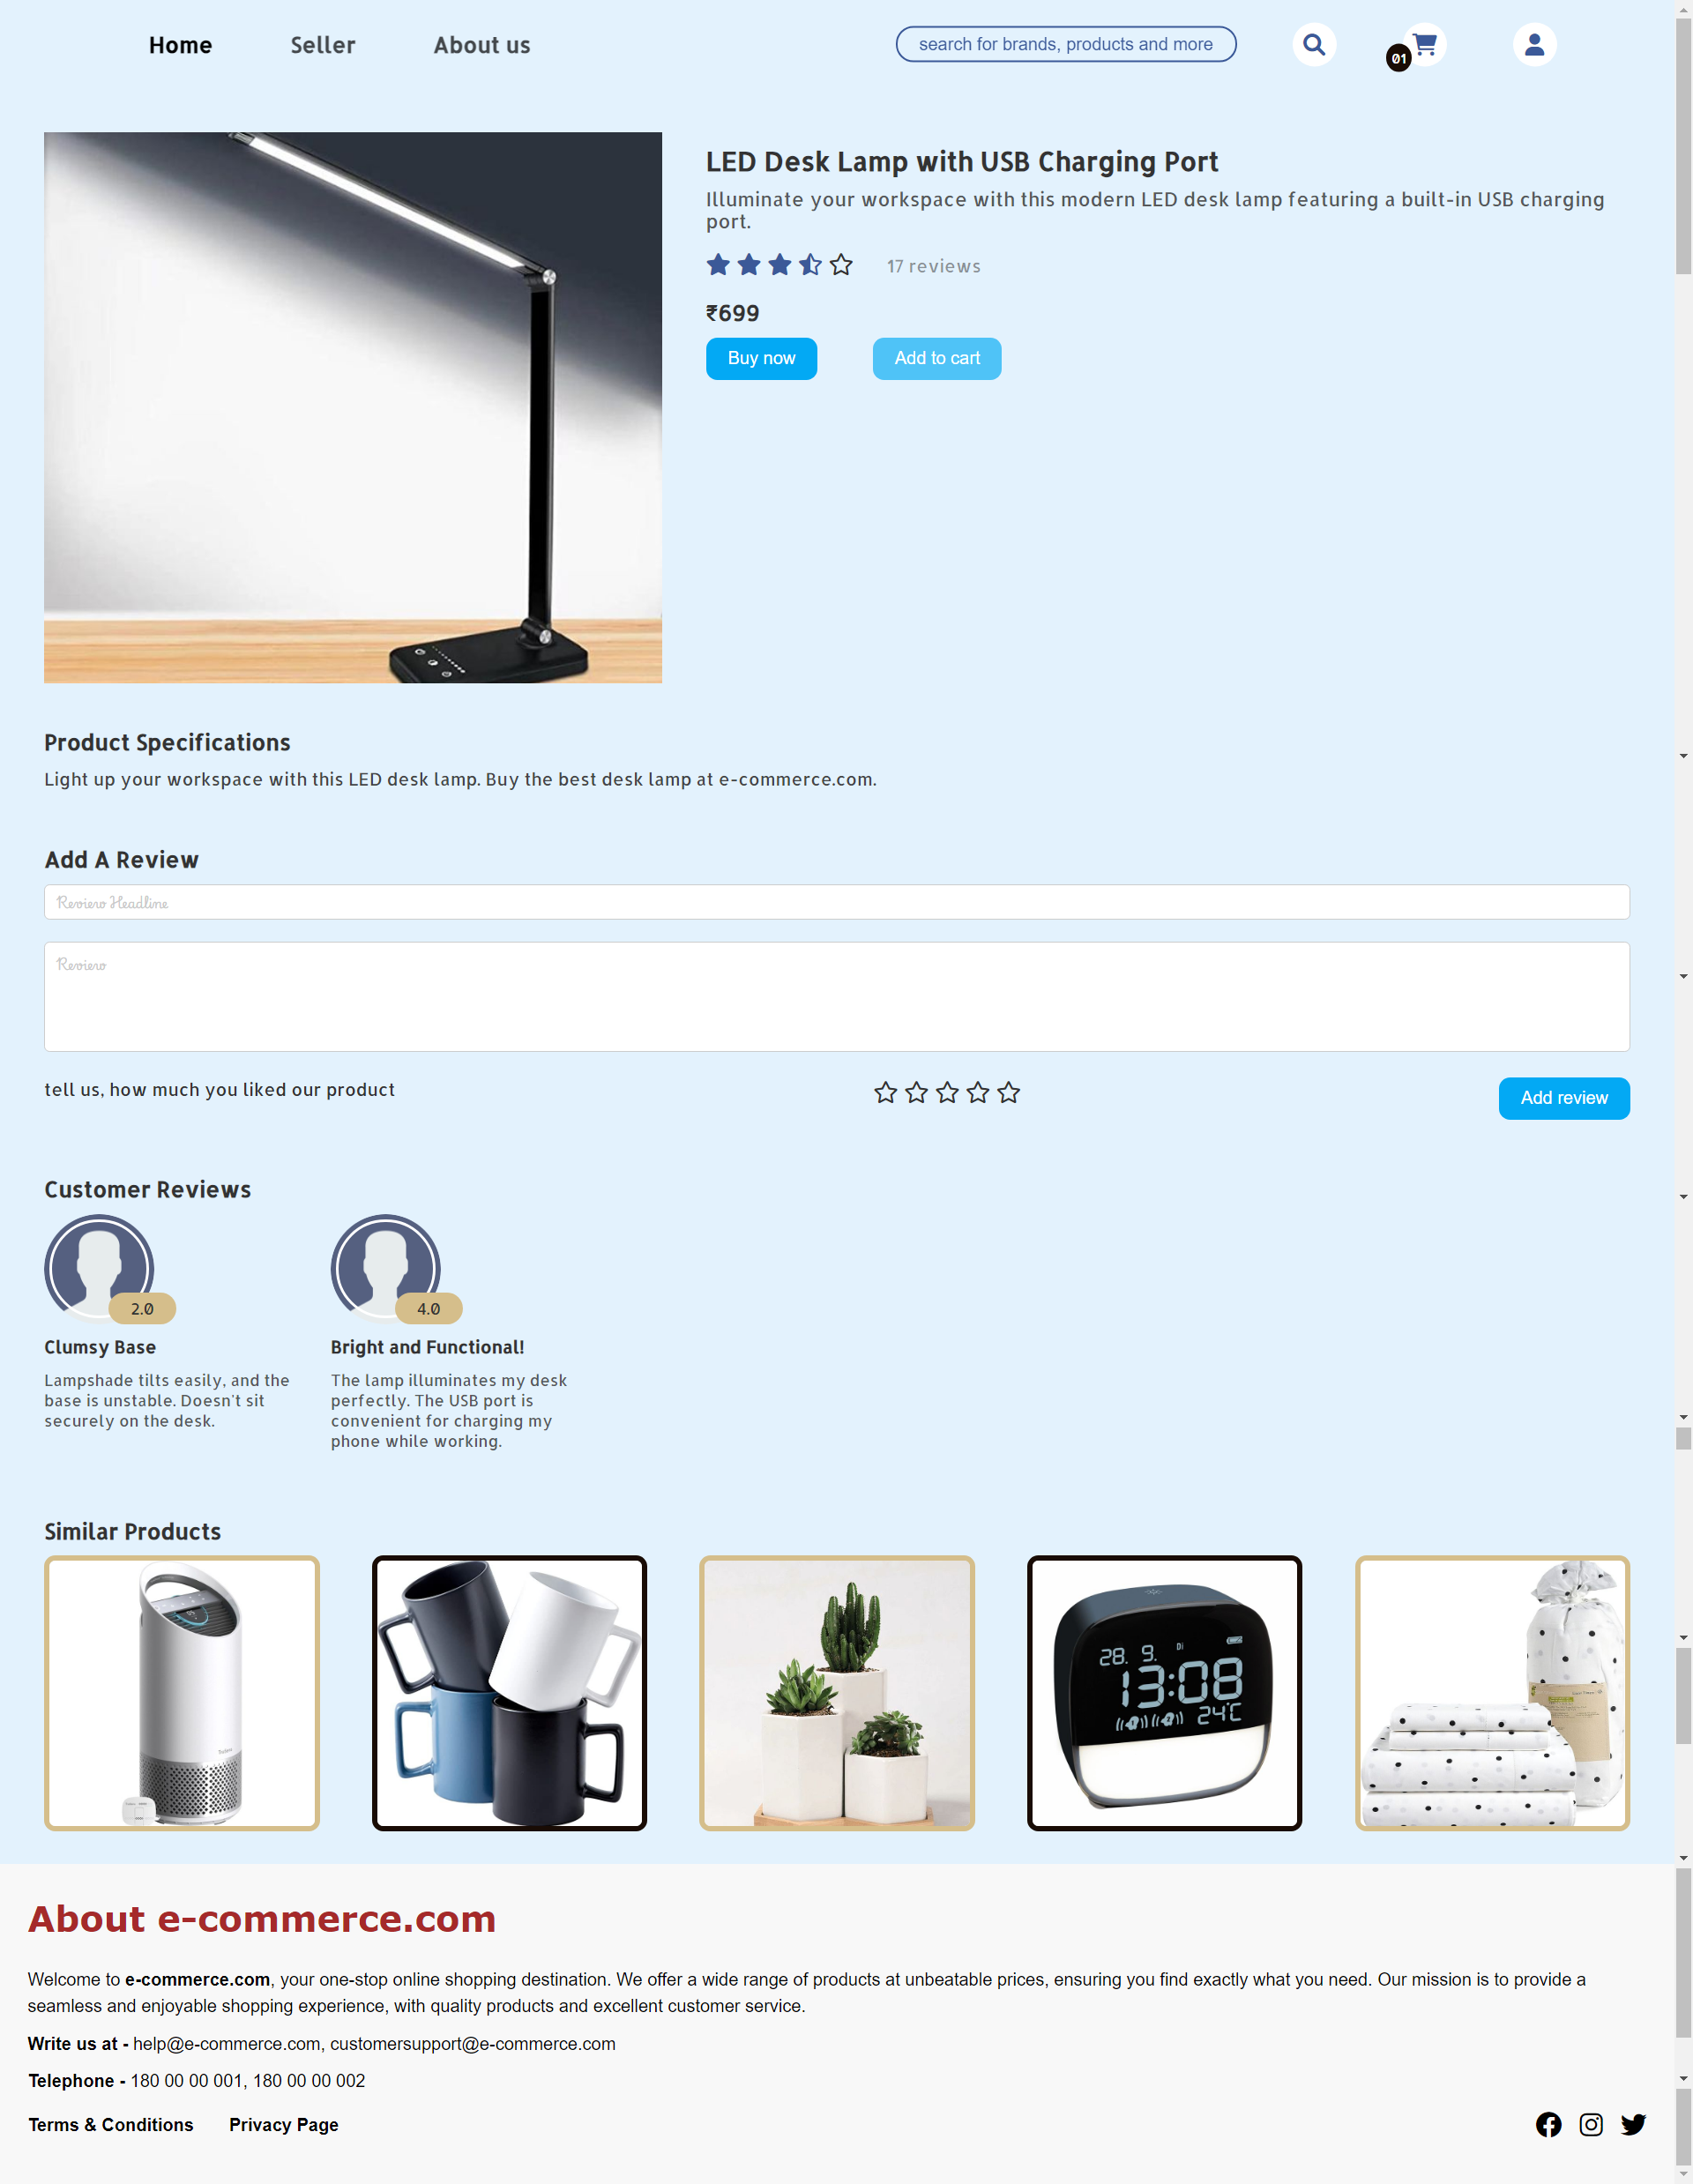 Home Seller About us search for brands, products and more 01
LED Desk Lamp with USB Charging Port
Illuminate your workspace with this modern LED desk lamp featuring a built-in USB charging
port.
17 reviews
₹699
Buy now Add to cart
Product Specifications
Light up your workspace with this LED desk lamp. Buy the best desk lamp at e-commerce.com.
Add A Review
Review Headline
Review
tell us, how much you liked our product
Add review
Customer Reviews
2.0
Clumsy Base
Lampshade tilts easily, and the
base is unstable. Doesn't sit
securely on the desk.
4.0
Bright and Functional!
The lamp illuminates my desk
perfectly. The USB port is
convenient for charging my
phone while working.
Similar Products
28. 9. Di
13:08
24°C
About e-commerce.com
Welcome to e-commerce.com, your one-stop online shopping destination. We offer a wide range of products at unbeatable prices, ensuring you find exactly what you need. Our mission is to provide a
seamless and enjoyable shopping experience, with quality products and excellent customer service.
Write us at - help@e-commerce.com, customersupport@e-commerce.com
Telephone - 180 00 00 001, 180 00 00 002
Terms & Conditions Privacy Page